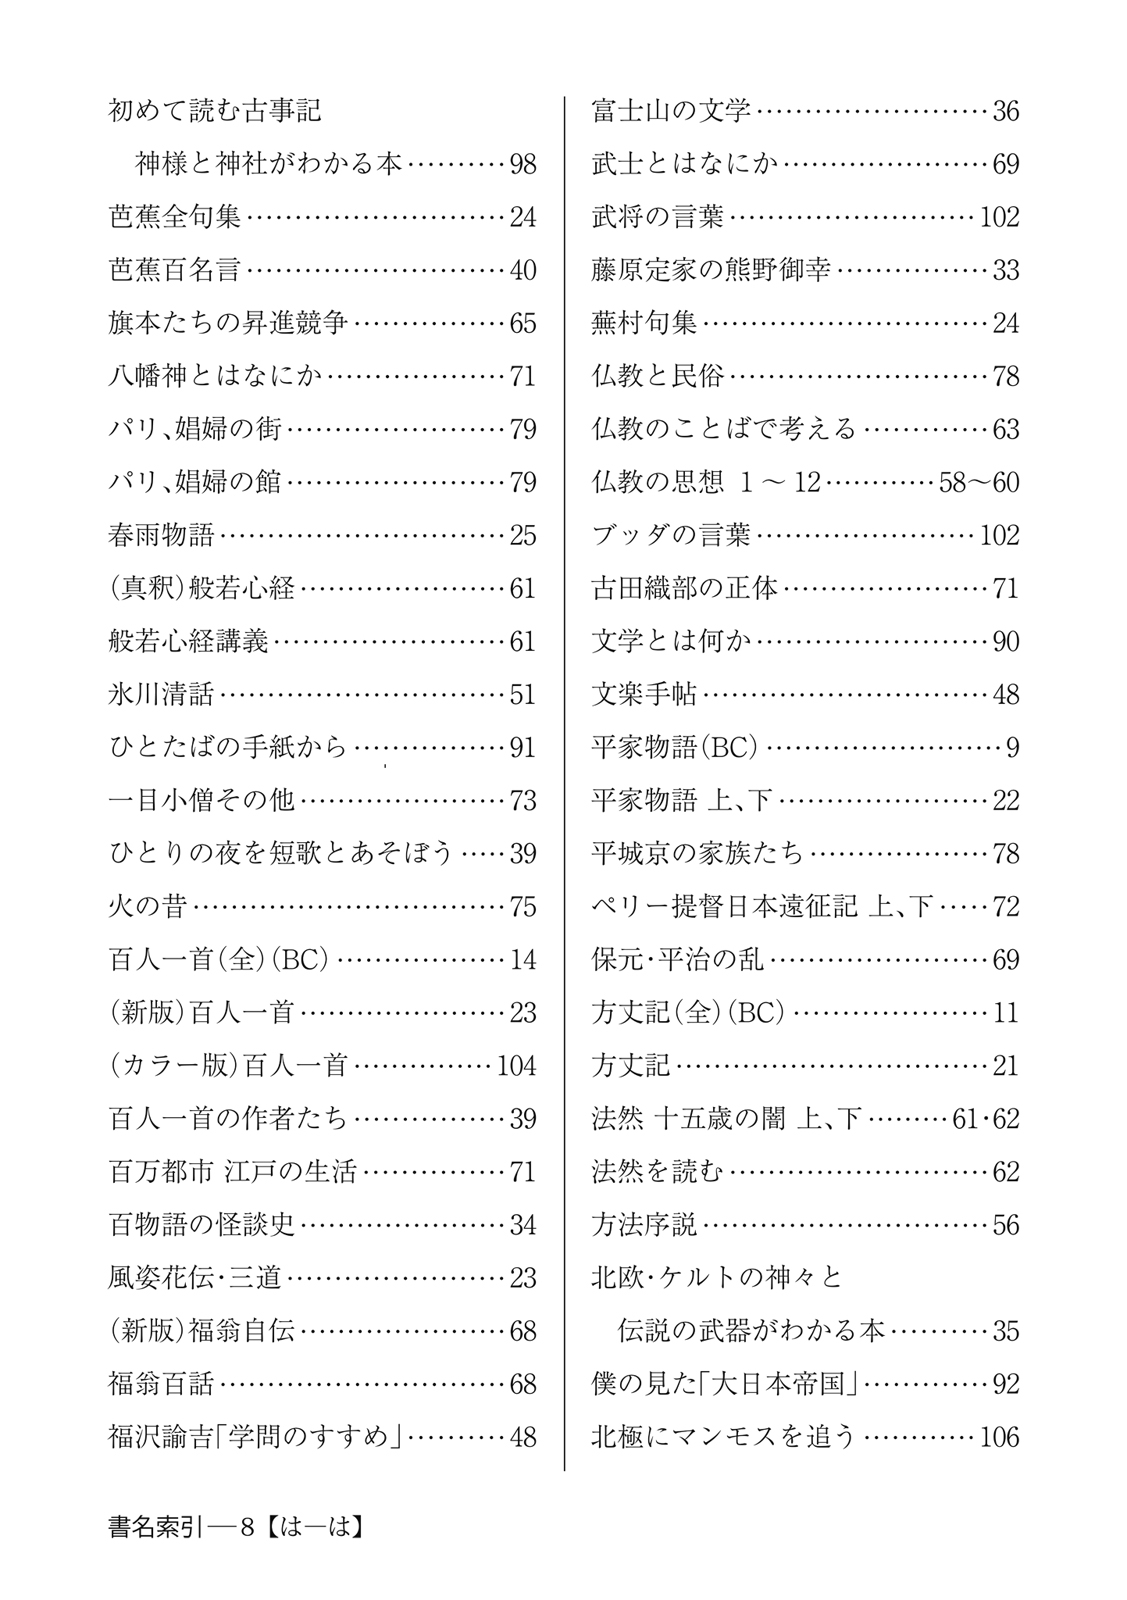 初めて読む古事記
　神様と神社がわかる本…………98
芭蕉全句集………………………24
芭蕉百名言………………………40
旗本たちの昇進競争……………65
八幡神とはなにか………………71
パリ、娼婦の街…………………79
パリ、娼婦の館…………………79
春雨物語…………………………25
（真釈）般若心経………………61
般若心経講義……………………61
氷川清話…………………………51
ひとたばの手紙から……………91
一目小僧その他…………………73
ひとりの夜を短歌とあそぼう……39
火の昔……………………………75
百人一首（全）（BC）……………14
（新版）百人一首…………………23
（カラー版）百人一首……………104
百人一首の作者たち……………39
百万都市 江戸の生活……………71
百物語の怪談史…………………34
風姿花伝・三道…………………23
（新版）福翁自伝…………………68
福翁百話…………………………68
福沢諭吉「学問のすすめ」………48
富士山の文学……………………36
武士とはなにか…………………69
武将の言葉………………………102
藤原定家の熊野御幸……………33
蕪村句集…………………………24
仏教と民俗………………………78
仏教のことばで考える…………63
仏教の思想 1～12…………58～60
ブッダの言葉……………………102
古田織部の正体…………………71
文学とは何か……………………90
文楽手帖…………………………48
平家物語（BC）……………………9
平家物語 上、下…………………22
平城京の家族たち………………78
ペリー提督日本遠征記 上、下……72
保元・平治の乱…………………69
方丈記（全）（BC）………………11
方丈記……………………………21
法然 十五歳の闇 上、下………61・62
法然を読む………………………62
方法序説…………………………56
北欧・ケルトの神々と
　伝説の武器がわかる本…………35
僕の見た「大日本帝国」…………92
北極にマンモスを追う…………106
書名索引―8【は―は】